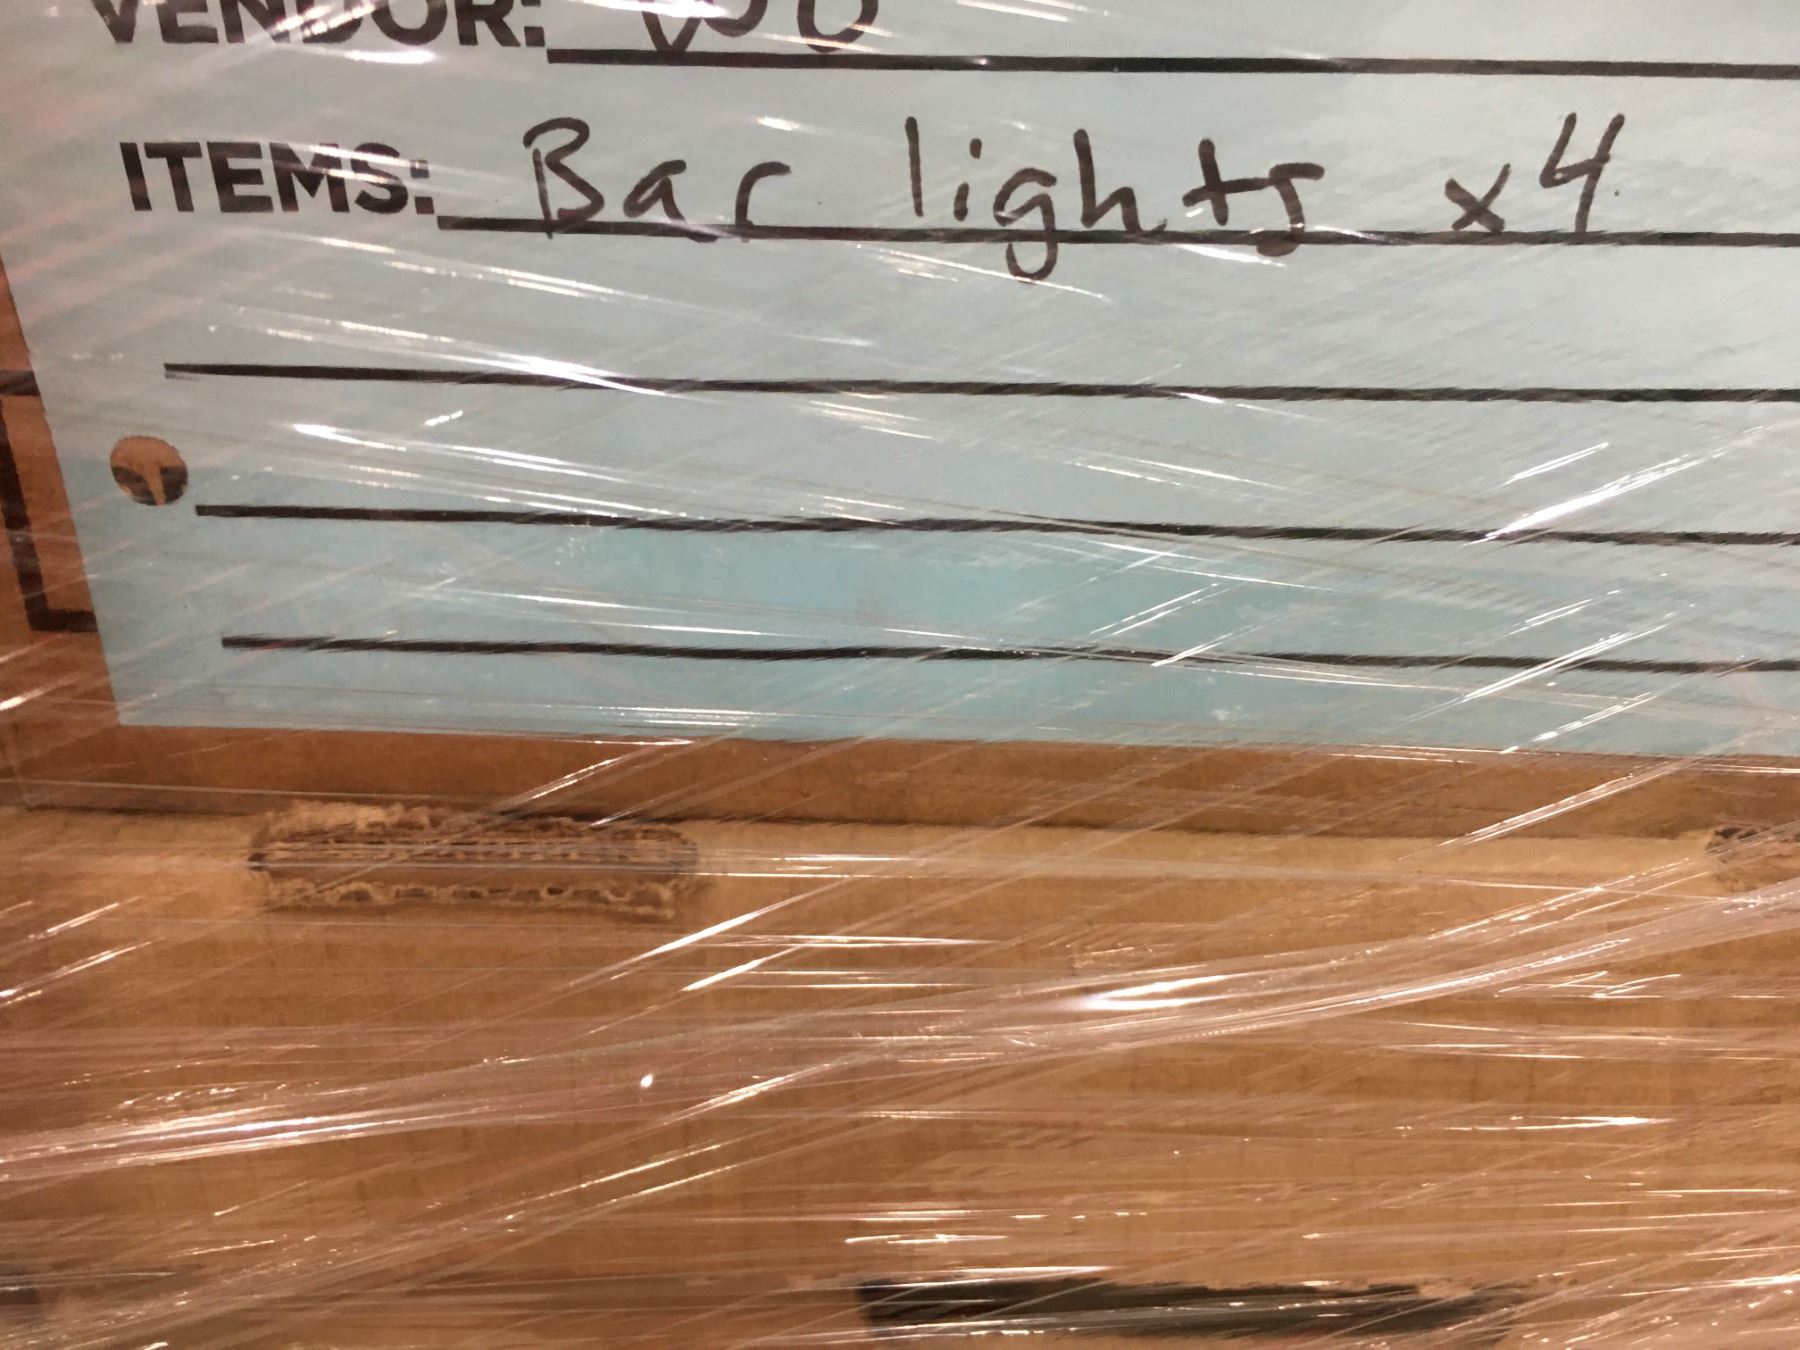 VENDOR:
ITEMS: Bar lights x4